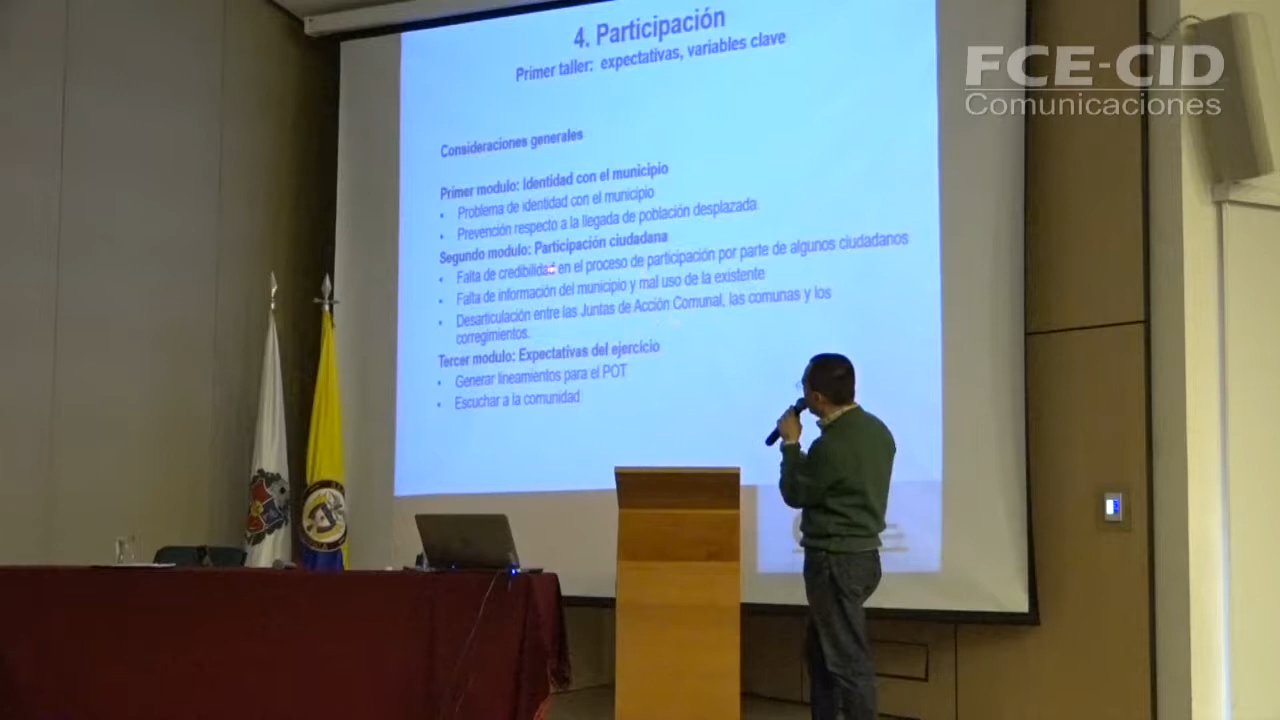 4. Participación
Primer taller: expectativas, variables clave
FCE-CID
Comunicaciones
Consideraciones generales
Primer modulo: Identidad con el municipio
• Problema de identidad con el municipio
• Prevención respecto a la llegada de población desplazada
Segundo modulo: Participación ciudadana
• Falta de credibilidad en el proceso de participación por parte de algunos ciudadanos
• Falta de información del municipio y mal uso de la existente
• Desarticulación entre las Juntas de Acción Comunal, las comunas y los
corregimientos.
Tercer modulo: Expectativas del ejercicio
• Generar lineamientos para el POT
• Escuchar a la comunidad